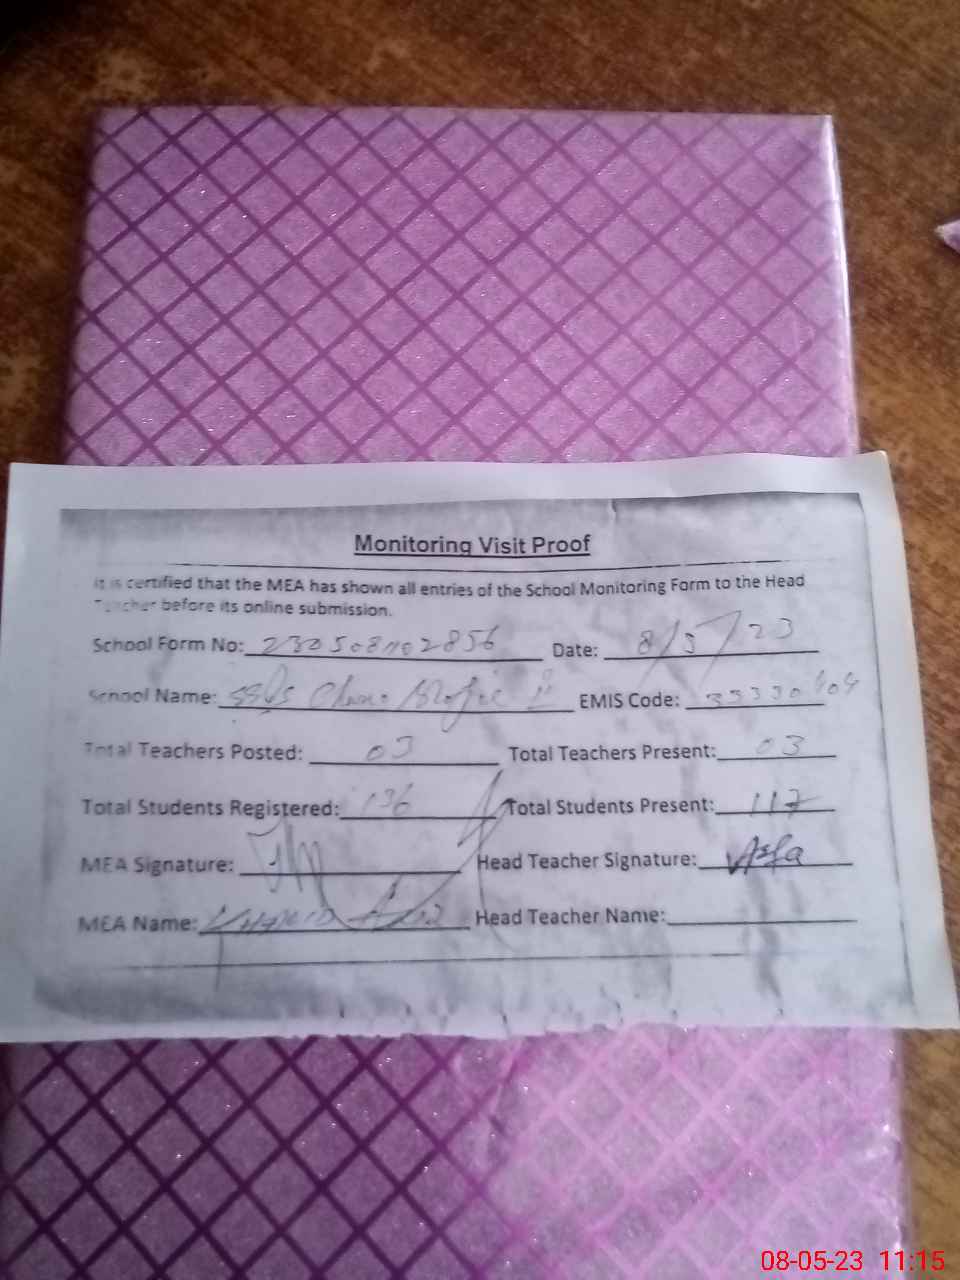 Monitoring Visit Proof
It is certified that the MEA has shown all entries of the School Monitoring Form to the Head
Teacher before its online submission.
School Form No: Date: 8/5/23
School Name: EMIS Code:
Total Teachers Posted: 03 Total Teachers Present: 03
Total Students Registered: 136 Total Students Present: 117
MEA Signature: Head Teacher Signature: Asfa
MEA Name: Head Teacher Name:
08-05-23 11:15